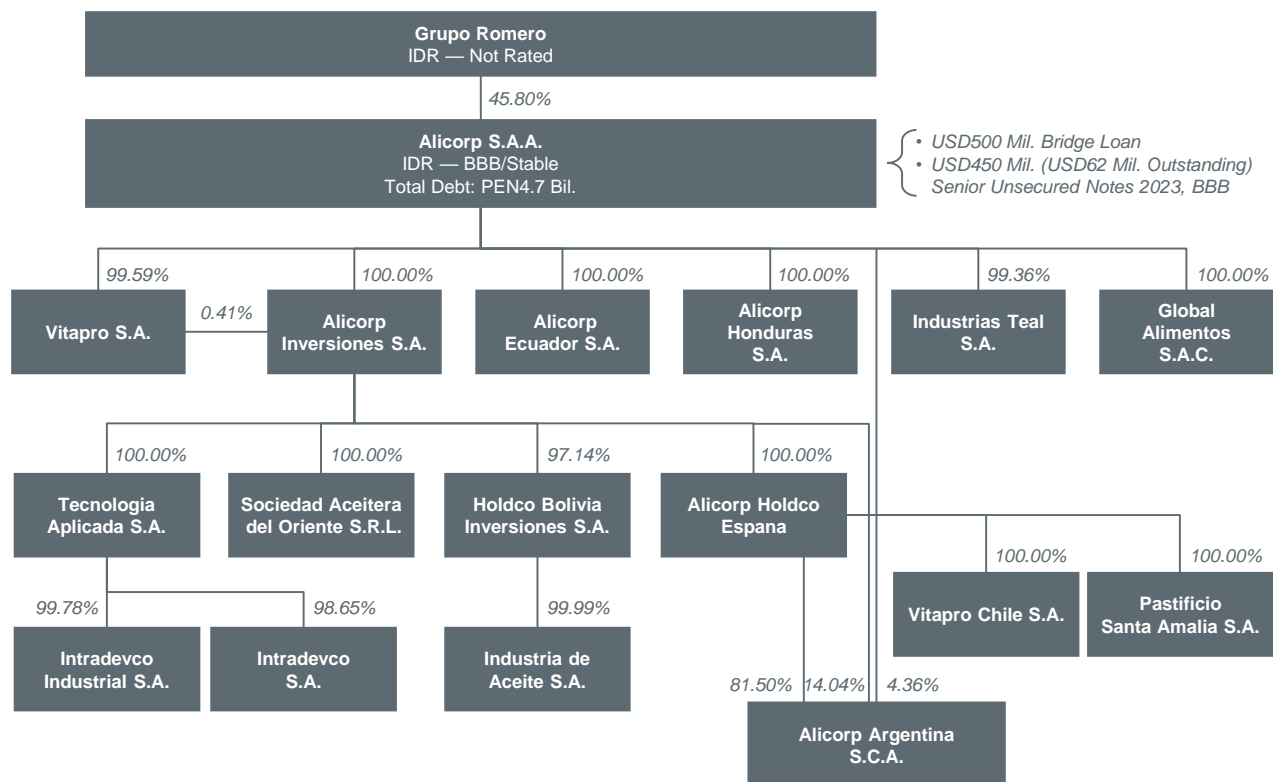 Grupo Romero
IDR — Not Rated
45.80%
Alicorp S.A.A.
IDR — BBB/Stable
Total Debt: PEN4.7 Bil.
• USD500 Mil. Bridge Loan
• USD450 Mil. (USD62 Mil. Outstanding)
Senior Unsecured Notes 2023, BBB
99.59%
100.00%
100.00%
100.00%
99.36%
100.00%
Vitapro S.A.
0.41%
Alicorp
Inversiones S.A.
Alicorp
Ecuador S.A.
Alicorp
Honduras
S.A.
Industrias Teal
S.A.
Global
Alimentos
S.A.C.
100.00%
100.00%
97.14%
100.00%
Tecnologia
Aplicada S.A.
Sociedad Aceitera
del Oriente S.R.L.
Holdco Bolivia
Inversiones S.A.
Alicorp Holdco
Espana
100.00%
100.00%
Vitapro Chile S.A.
Pastificio
Santa Amalia S.A.
99.78%
98.65%
99.99%
Intradevco
Industrial S.A.
Intradevco
S.A.
Industria de
Aceite S.A.
81.50%
14.04%
4.36%
Alicorp Argentina
S.C.A.